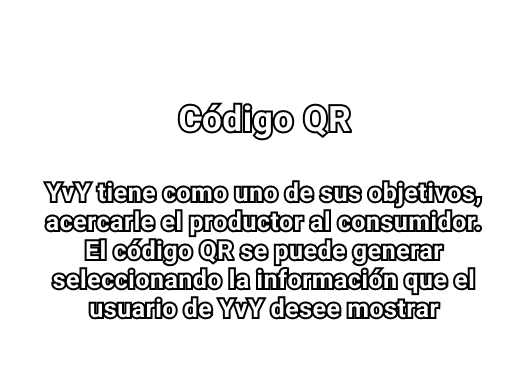 Código QR
YvY tiene como uno de sus objetivos,
acercarle el productor al consumidor.
El código QR se puede generar
seleccionando la información que el
usuario de YvY desee mostrar